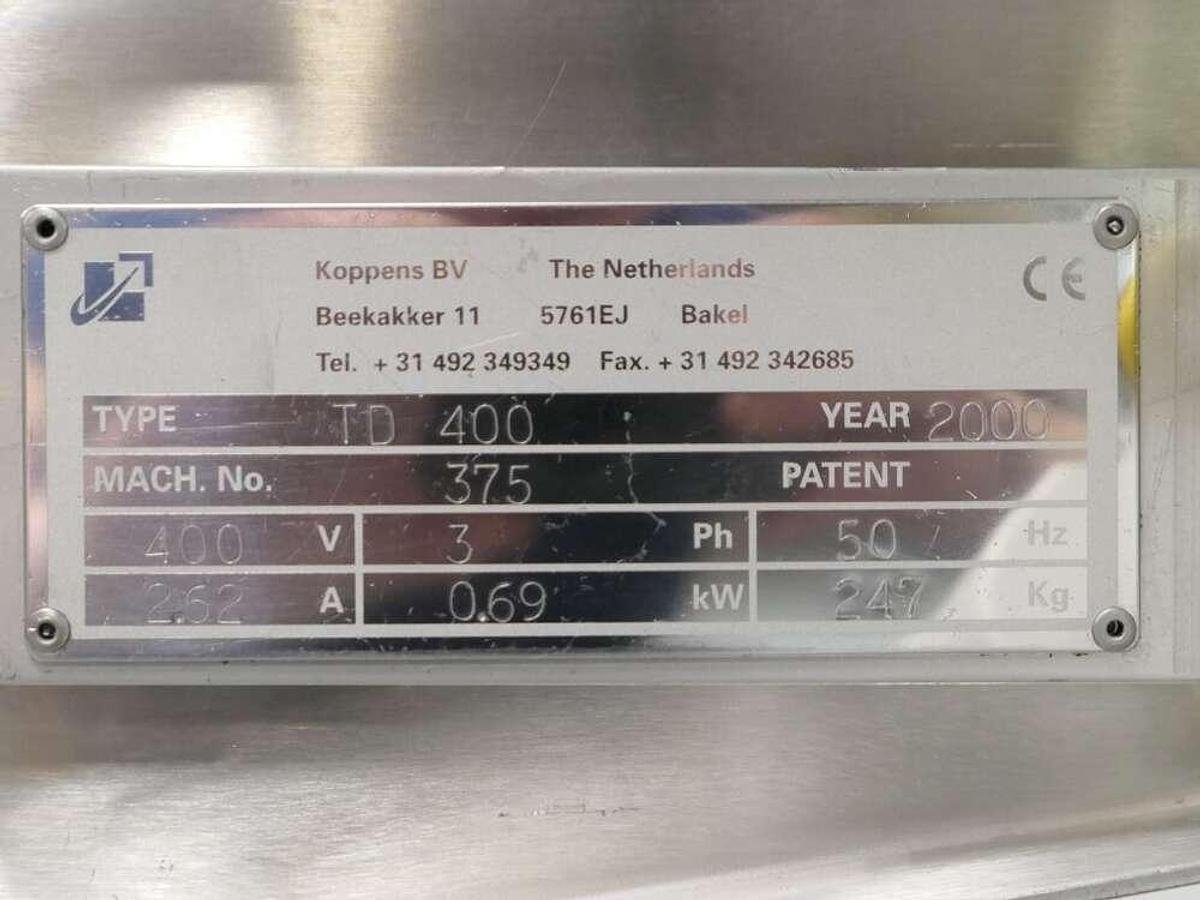 Koppens BV The Netherlands
Beekakker 11 5761EJ Bakel
Tel. + 31 492 349349 Fax. + 31 492 342685
CE
TYPE TD 400 YEAR 2000
MACH. No. 375 PATENT
400 V 3 Ph 50 Hz
2.62 A 0.69 kW 247 Kg